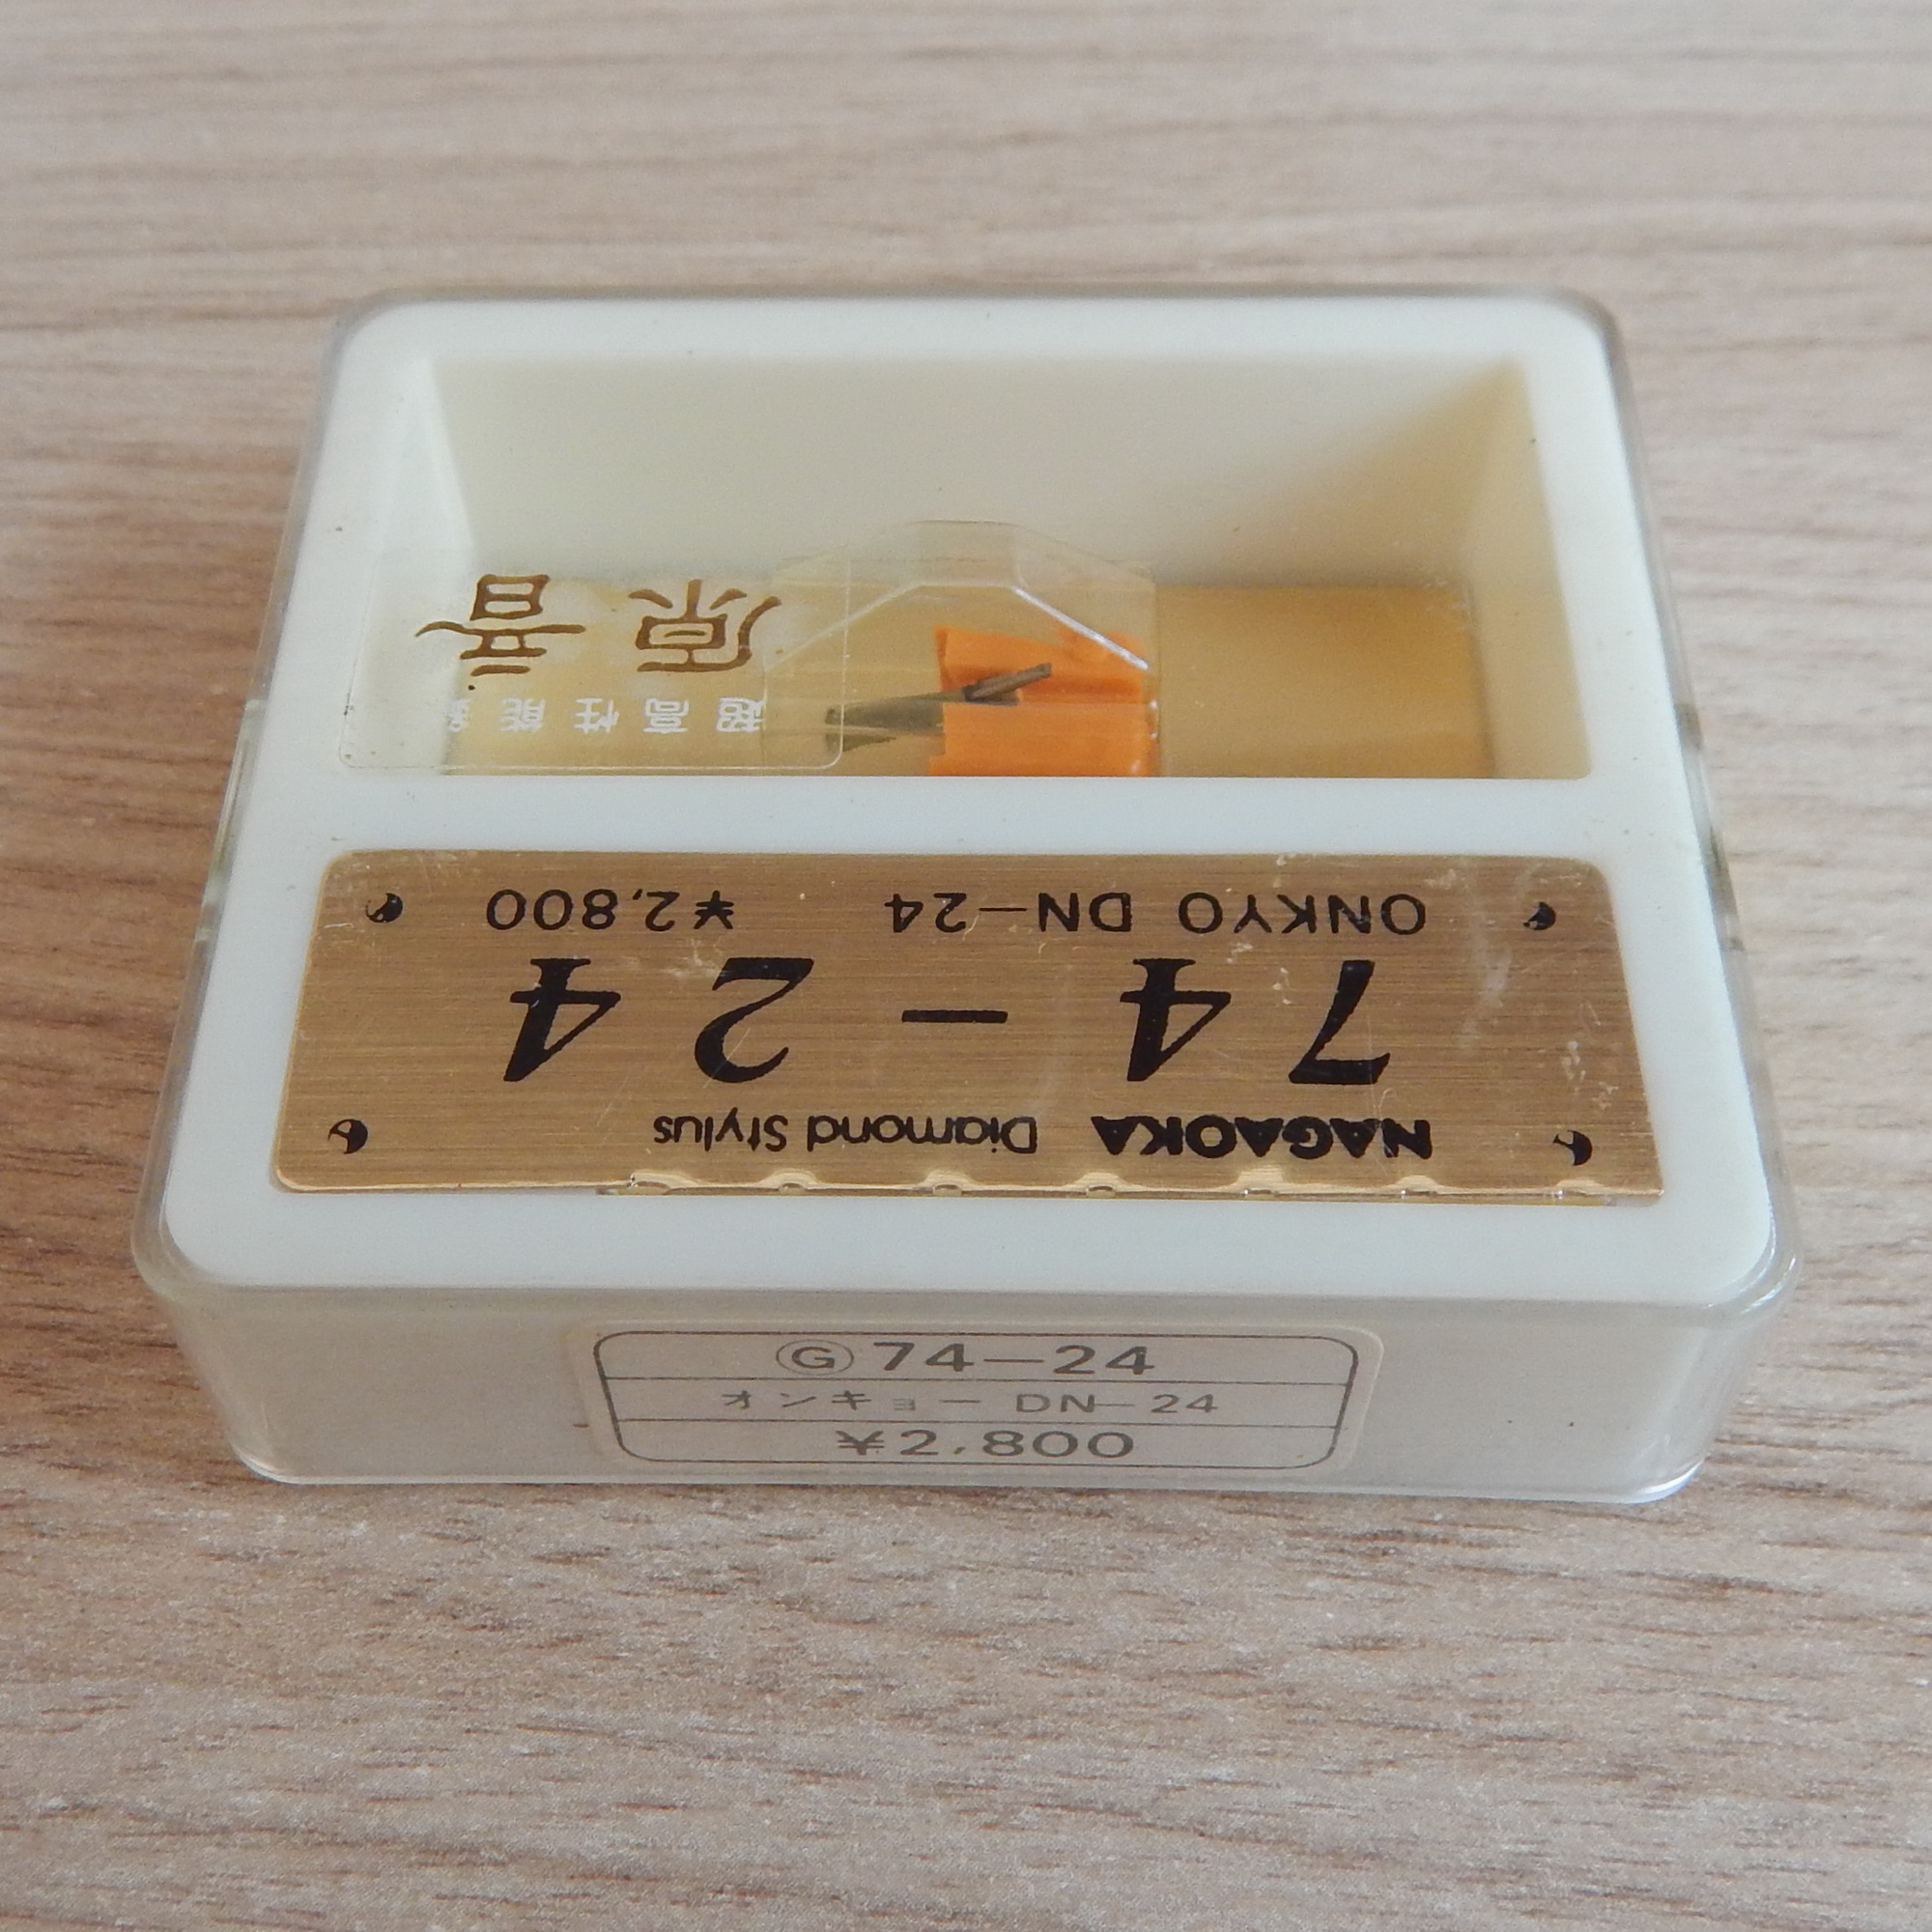 NAGAOKA Diamond Stylus
74-24
ONKYO DN-24 ¥2,800
超高性能
原音
Ⓖ74-24
オンキョー DN-24
¥2,800